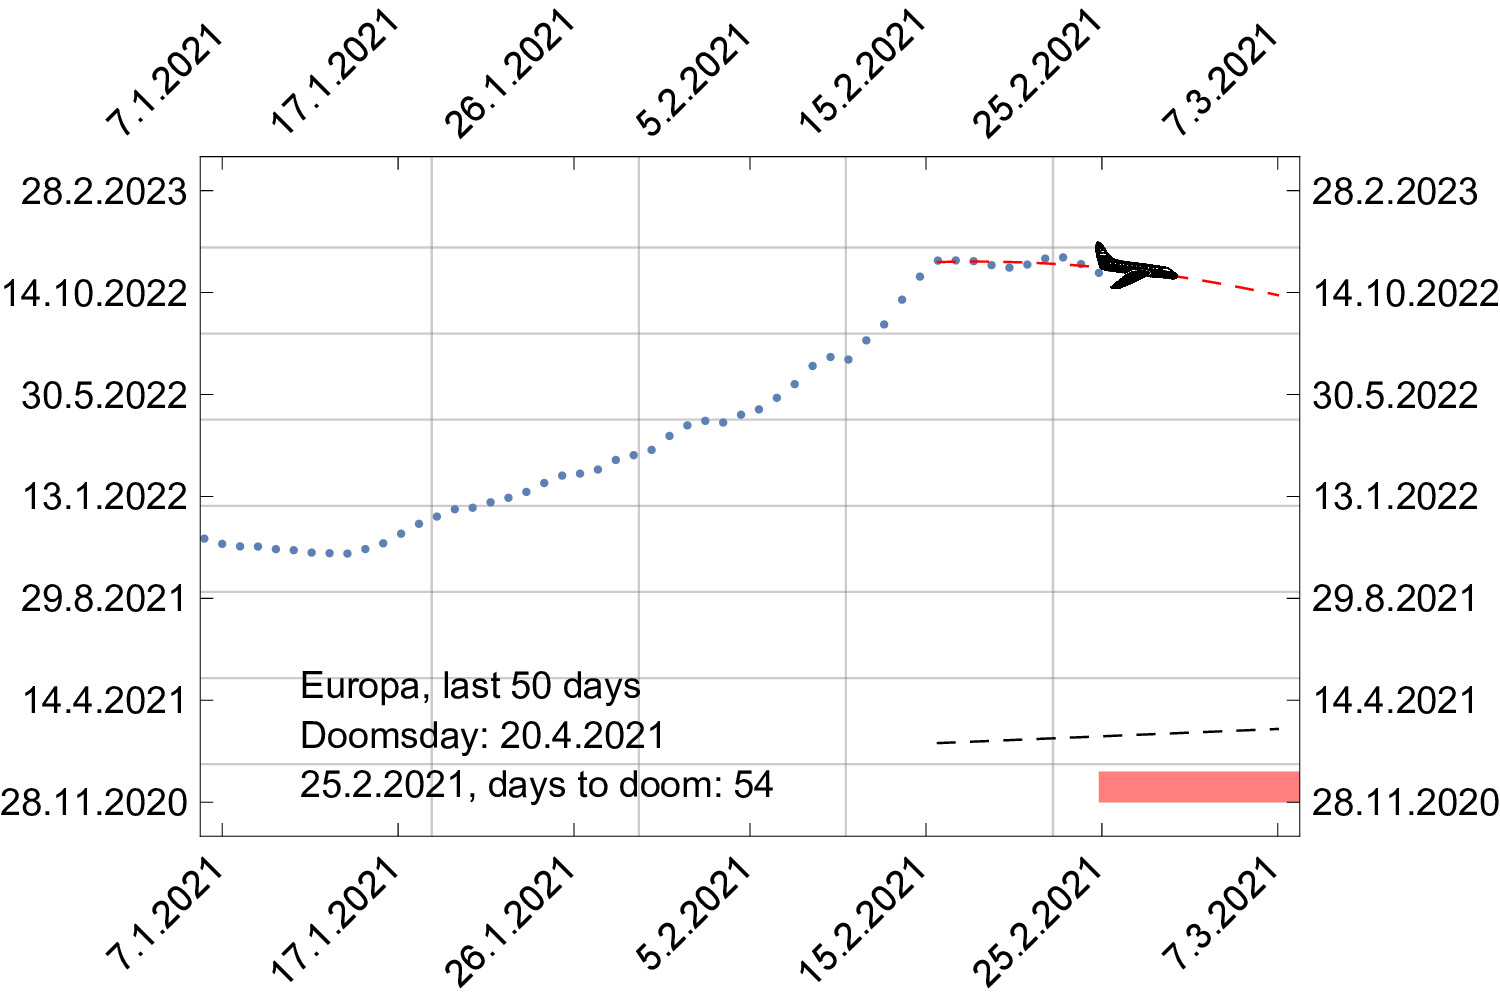 7.1.2021 17.1.2021 26.1.2021 5.2.2021 15.2.2021 25.2.2021 7.3.2021
28.2.2023 28.2.2023
14.10.2022 14.10.2022
30.5.2022 30.5.2022
13.1.2022 13.1.2022
29.8.2021 29.8.2021
Europa, last 50 days
14.4.2021 14.4.2021
Doomsday: 20.4.2021
25.2.2021, days to doom: 54
28.11.2020 28.11.2020
7.1.2021 17.1.2021 26.1.2021 5.2.2021 15.2.2021 25.2.2021 7.3.2021